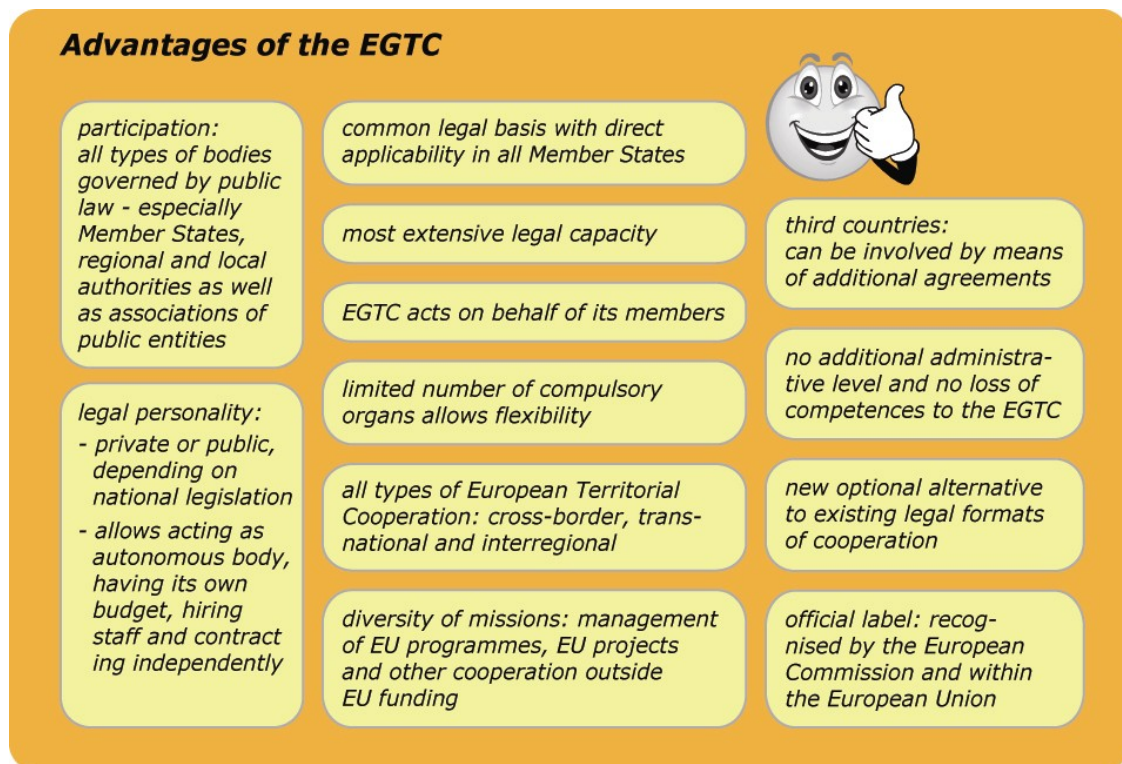 Advantages of the EGTC
participation:
all types of bodies
governed by public
law - especially
Member States,
regional and local
authorities as well
as associations of
public entities
legal personality:
- private or public,
depending on
national legislation
- allows acting as
autonomous body,
having its own
budget, hiring
staff and contract
ing independently
common legal basis with direct
applicability in all Member States
most extensive legal capacity
EGTC acts on behalf of its members
limited number of compulsory
organs allows flexibility
all types of European Territorial
Cooperation: cross-border, trans-
national and interregional
diversity of missions: management
of EU programmes, EU projects
and other cooperation outside
EU funding
third countries:
can be involved by means
of additional agreements
no additional administra-
tive level and no loss of
competences to the EGTC
new optional alternative
to existing legal formats
of cooperation
official label: recog-
nised by the European
Commission and within
the European Union